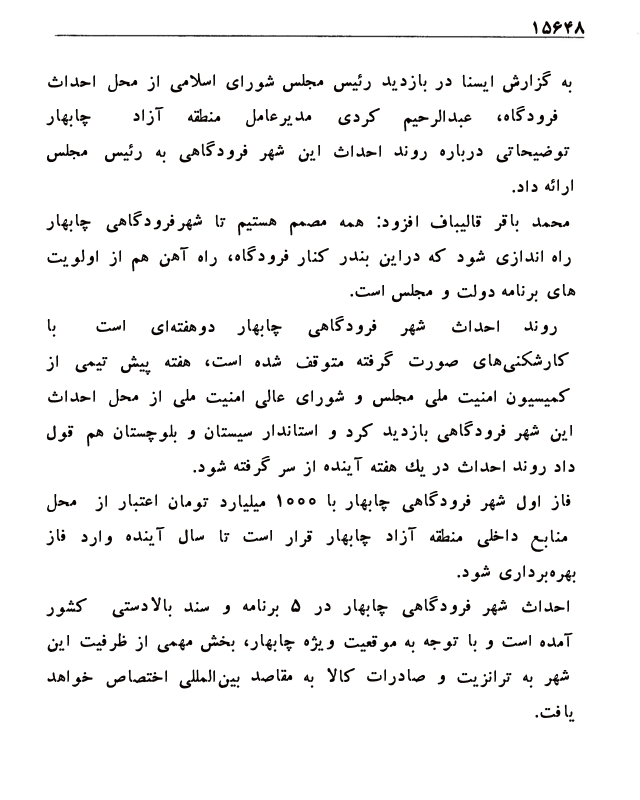 ۱۵۶۴۸
به گزارش ایسنا در بازدید رئیس مجلس شورای اسلامی از محل احداث
فرودگاه، عبدالرحیم کردی مدیرعامل منطقه آزاد چابهار
توضیحاتی درباره روند احداث این شهر فرودگاهی به رئیس مجلس
ارائه داد.
محمد باقر قالیباف افزود: همه مصمم هستیم تا شهرفرودگاهی چابهار
راه اندازی شود که دراین بندر کنار فرودگاه، راه آهن هم از اولویت
های برنامه دولت و مجلس است.
روند احداث شهر فرودگاهی چابهار دوهفته‌ای است با
کارشکنی‌های صورت گرفته متوقف شده است، هفته پیش تیمی از
کمیسیون امنیت ملی مجلس و شورای عالی امنیت ملی از محل احداث
این شهر فرودگاهی بازدید کرد و استاندار سیستان و بلوچستان هم قول
داد روند احداث در یك هفته آینده از سر گرفته شود.
فاز اول شهر فرودگاهی چابهار با ۱۰۰۰ میلیارد تومان اعتبار از محل
منابع داخلی منطقه آزاد چابهار قرار است تا سال آینده وارد فاز
بهره‌برداری شود.
احداث شهر فرودگاهی چابهار در ۵ برنامه و سند بالادستی کشور
آمده است و با توجه به موقعیت ویژه چابهار، بخش مهمی از ظرفیت این
شهر به ترانزیت و صادرات کالا به مقاصد بین‌المللی اختصاص خواهد
یافت.